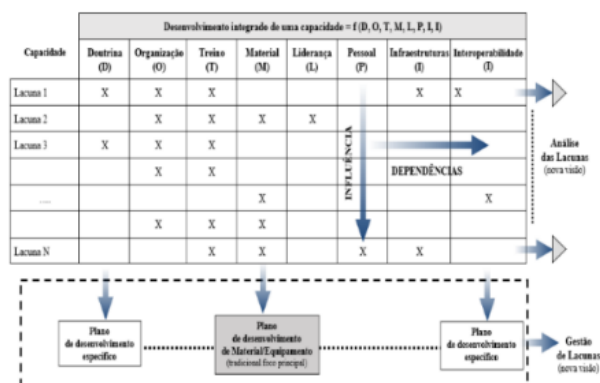 Desenvolvimento integrado de uma capacidade = f (D, O, T, M, L, P, I, I)
Capacidade Doutrina (D) Organização (O) Treino (T) Material (M) Liderança (L) Pessoal (P) Infraestruturas (I) Interoperabilidade (I)
Lacuna 1 X X X X X
Lacuna 2 X X X X
Lacuna 3 X X X
X X
..... X X
X X X
Lacuna N X X X X
INFLUÊNCIA
DEPENDÊNCIAS
Análise
das Lacunas
(nova visão)
Plano
de desenvolvimento
específico
Plano
de desenvolvimento
de Material/Equipamento
(tradicional foco principal)
Plano
de desenvolvimento
específico
Gestão
de Lacunas
(nova visão)